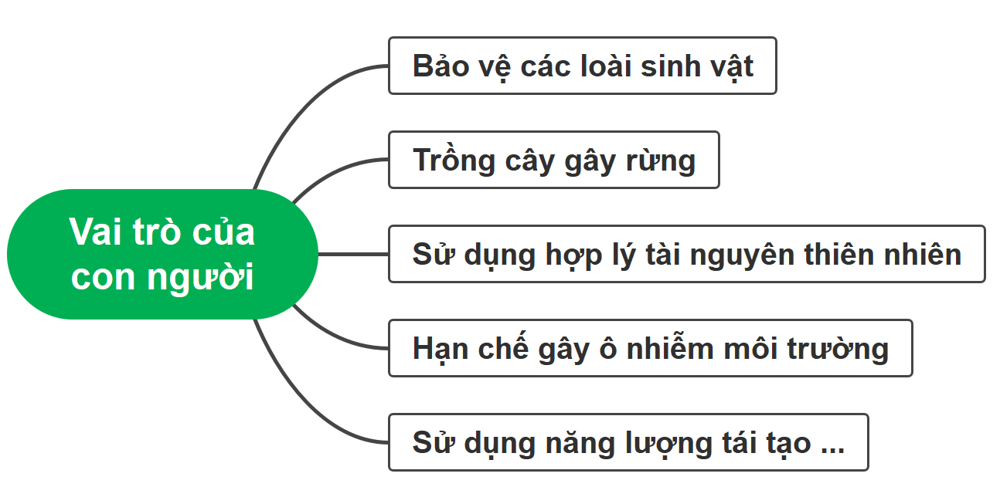 Vai trò của
con người
Bảo vệ các loài sinh vật
Trồng cây gây rừng
Sử dụng hợp lý tài nguyên thiên nhiên
Hạn chế gây ô nhiễm môi trường
Sử dụng năng lượng tái tạo ...